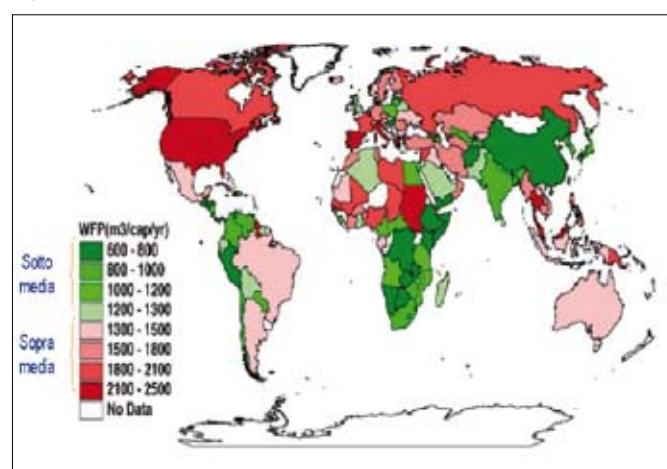 WFP(m3/cap/yr)
600 - 800
800 - 1000
1000 - 1200
1200 - 1300
1300 - 1500
1500 - 1800
1800 - 2100
2100 - 2500
No Data
Sotto
media
Sopra
media